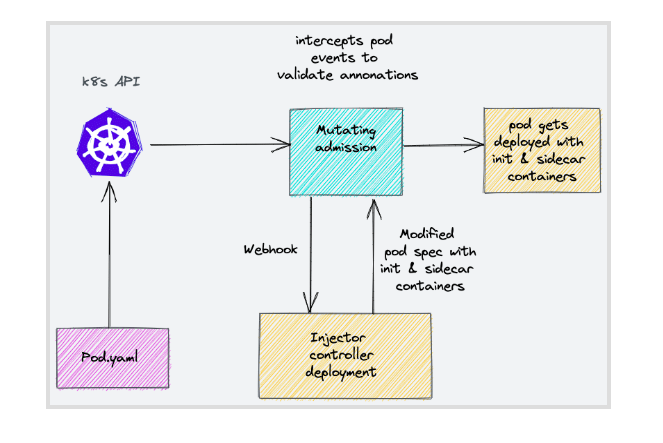 intercepts pod
events to
validate annonations
k8s API
Mutating
admission
pod gets
deployed with
init & sidecar
containers
Webhook
Modified
pod spec with
init & sidecar
containers
Pod.yaml
Injector
controller
deployment